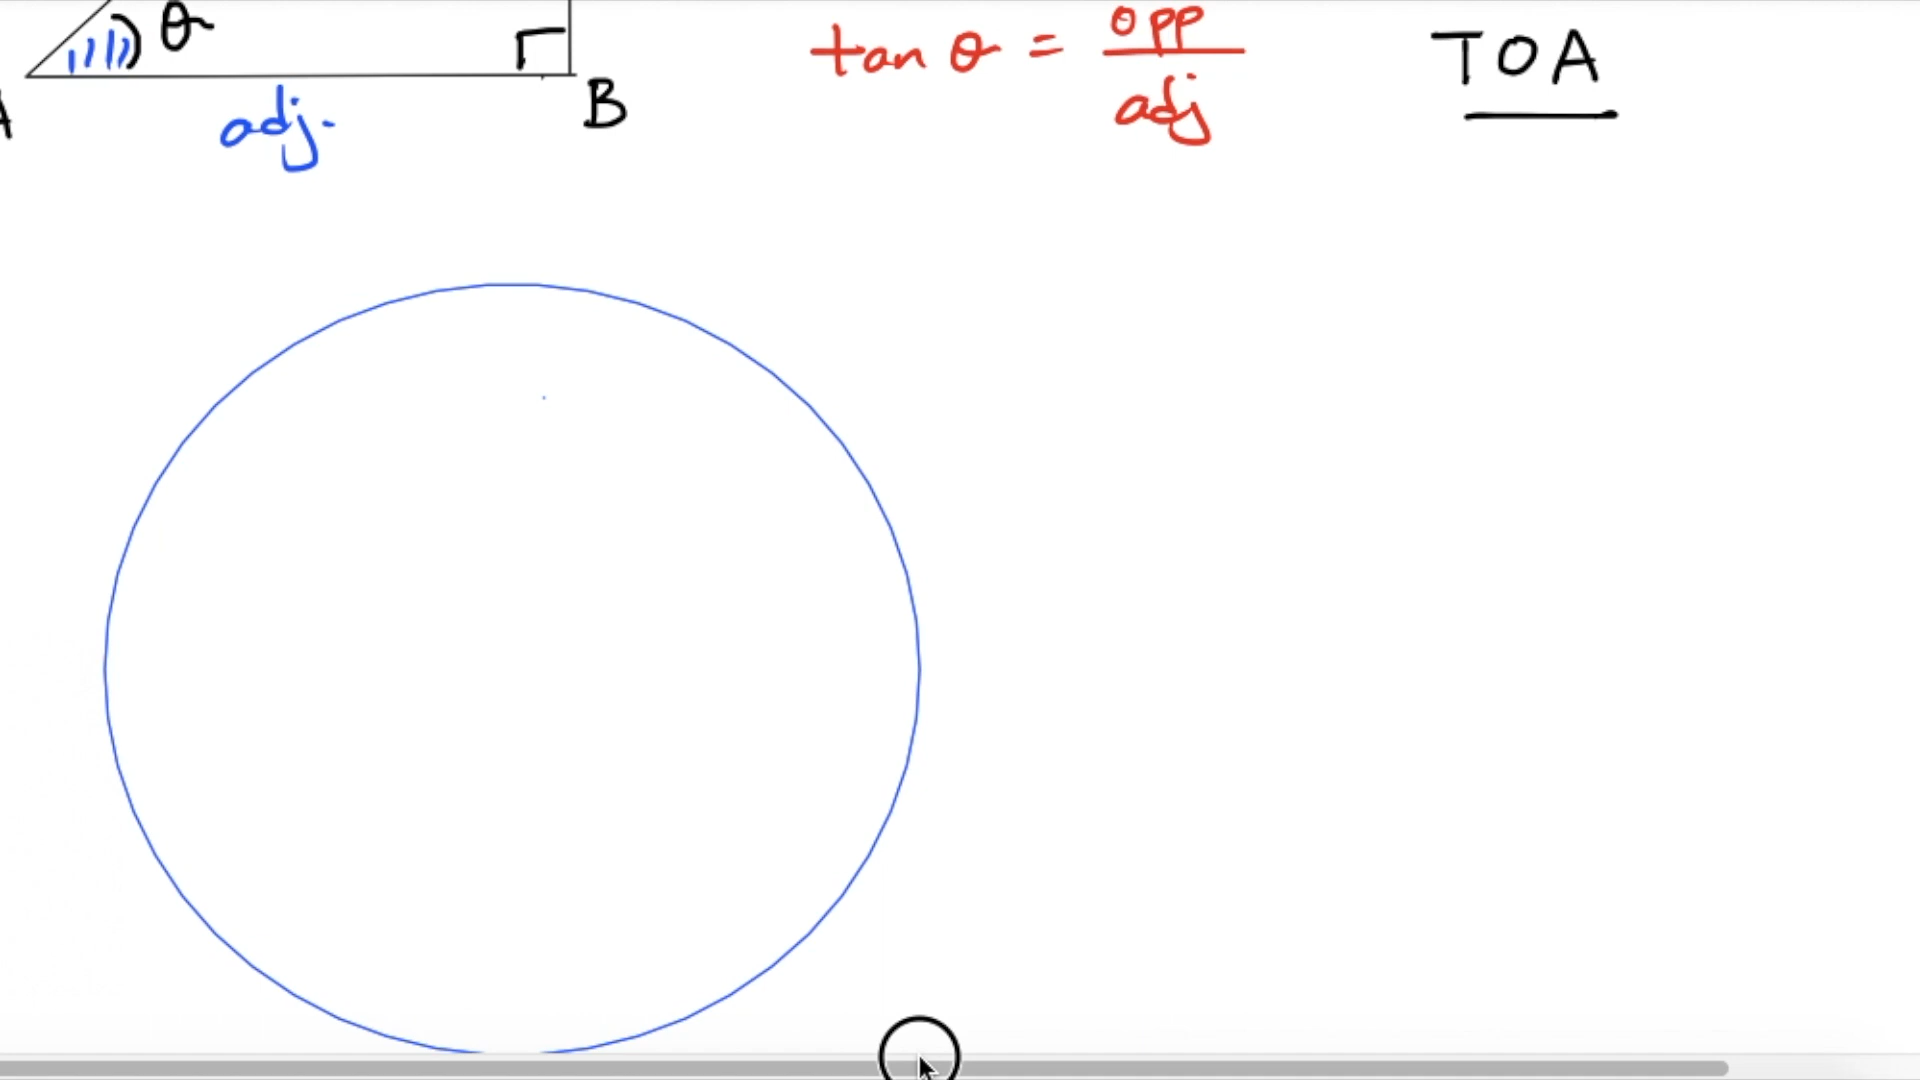 θ
tan θ = opp/adj
TOA
A
B
adj.